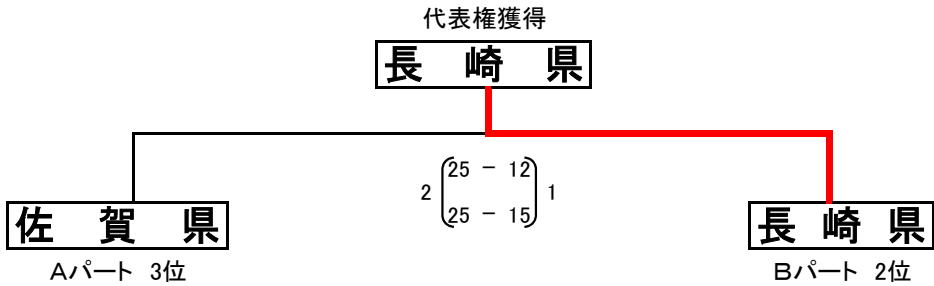 代表権獲得
長 崎 県
25 － 12
2 1
25 － 15
佐 賀 県
長 崎 県
Aパート 3位
Bパート 2位